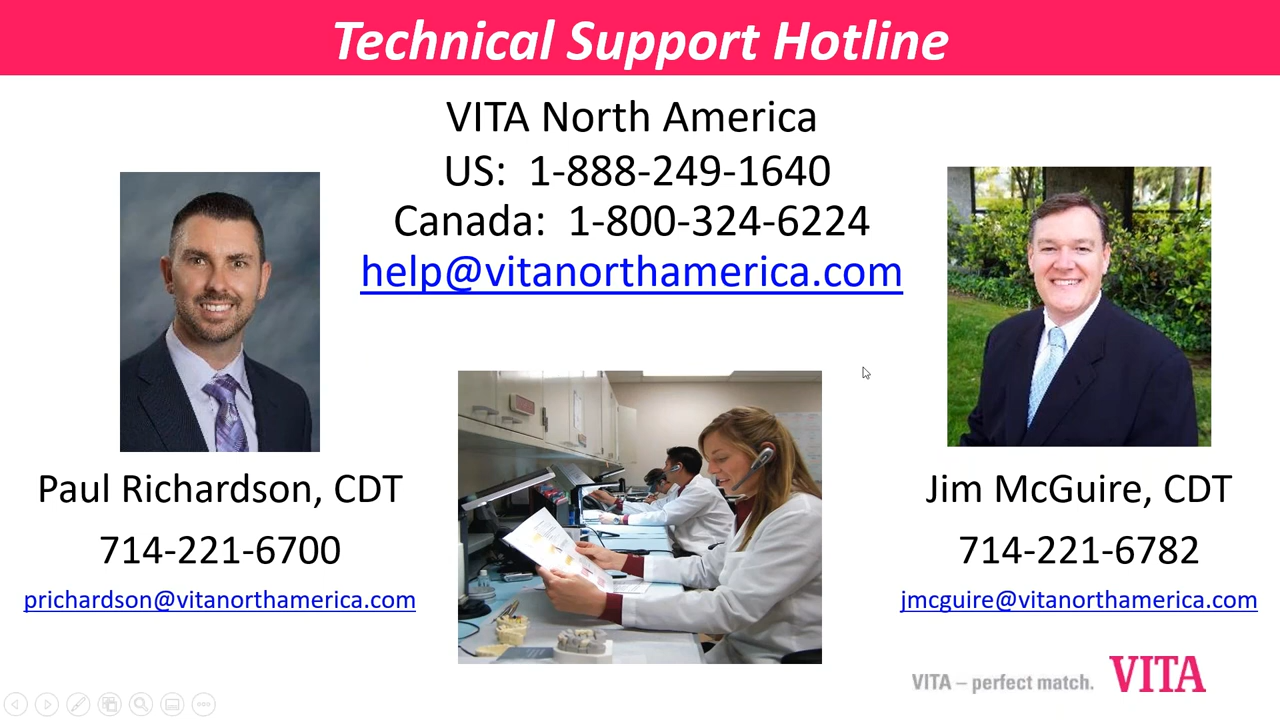 Technical Support Hotline
VITA North America
US: 1-888-249-1640
Canada: 1-800-324-6224
help@vitanorthamerica.com
Paul Richardson, CDT
714-221-6700
prichardson@vitanorthamerica.com
Jim McGuire, CDT
714-221-6782
jmcguire@vitanorthamerica.com
VITA – perfect match.
VITA